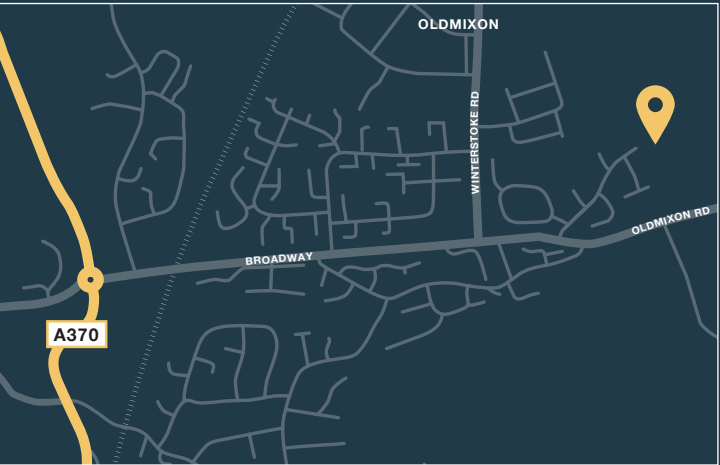 OLDMIXON
WINTERSTOKE RD
OLDMIXON RD
BROADWAY
A370